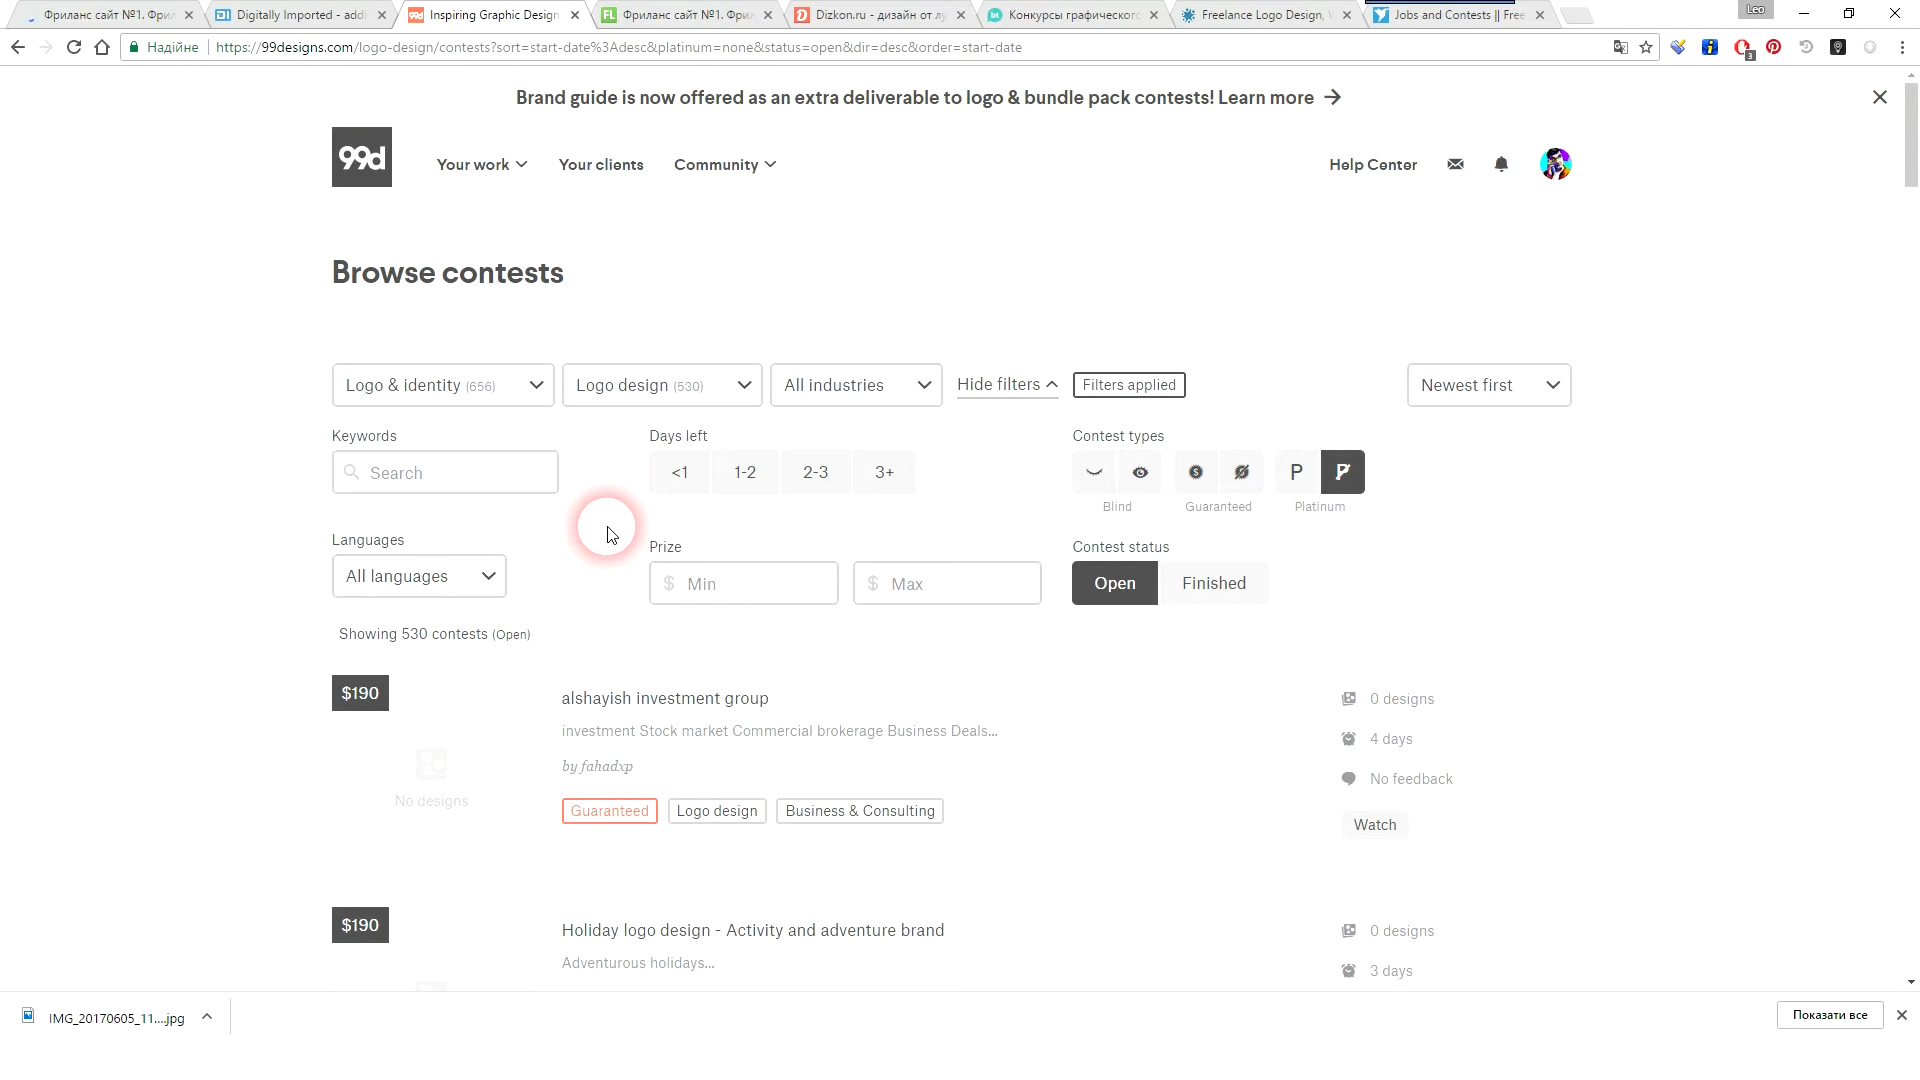 Фриланс сайт №1. Фрил
Digitally Imported - addi
Inspiring Graphic Design
Фриланс сайт №1. Фрил
Dizkon.ru - дизайн от лу
Конкурсы графического
Freelance Logo Design, W
Jobs and Contests || Free
Leo
Надійне
https://99designs.com/logo-design/contests?sort=start-date%3Adesc&platinum=none&status=open&dir=desc&order=start-date
3
Brand guide is now offered as an extra deliverable to logo & bundle pack contests! Learn more →
99d
Your work
Your clients
Community
Help Center
Browse contests
Logo & identity (656)
Logo design (530)
All industries
Hide filters
Filters applied
Newest first
Keywords
Days left
Contest types
Search
<1
1-2
2-3
3+
P
P
Blind
Guaranteed
Platinum
Languages
Prize
Contest status
All languages
$ Min
$ Max
Open
Finished
Showing 530 contests (Open)
$190
alshayish investment group
0 designs
investment Stock market Commercial brokerage Business Deals...
4 days
by fahadxp
No feedback
No designs
Guaranteed
Logo design
Business & Consulting
Watch
$190
Holiday logo design - Activity and adventure brand
0 designs
Adventurous holidays...
3 days
IMG_20170605_11....jpg
Показати все